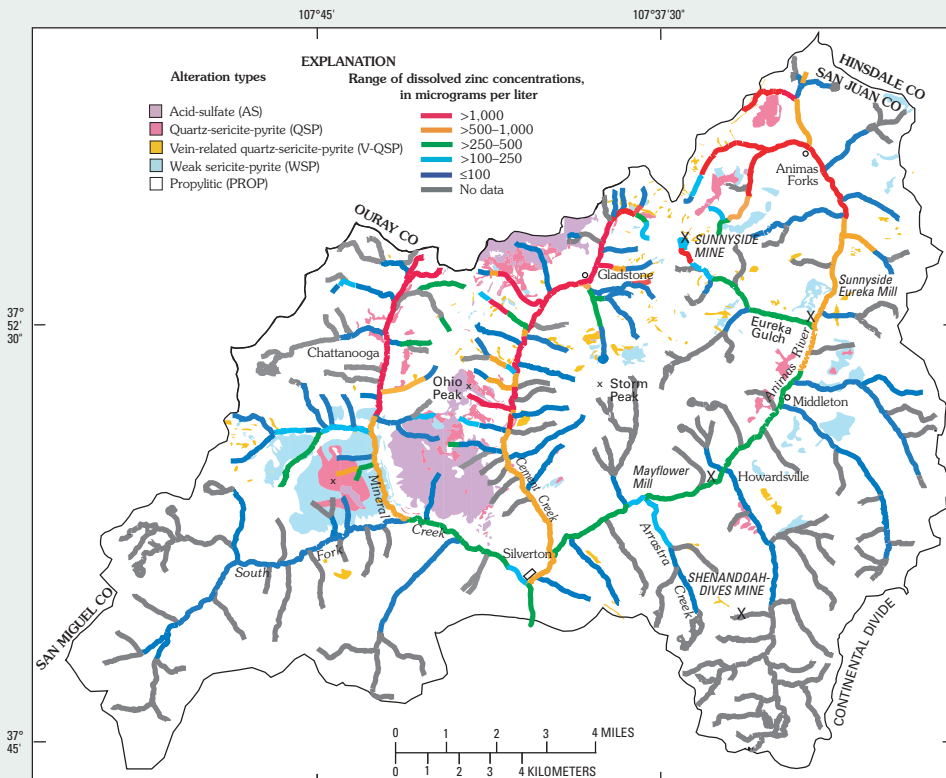 107°45'
107°37'30"
EXPLANATION
Alteration types
Acid-sulfate (AS)
Quartz-sericite-pyrite (QSP)
Vein-related quartz-sericite-pyrite (V-QSP)
Weak sericite-pyrite (WSP)
Propylitic (PROP)
Range of dissolved zinc concentrations,
in micrograms per liter
>1,000
>500–1,000
>250–500
>100–250
≤100
No data
HINSDALE CO
SAN JUAN CO
Animas
Forks
OURAY CO
SUNNYSIDE
MINE
Gladstone
Sunnyside
Eureka Mill
37°
52'
30"
Eureka
Gulch
Chattanooga
Animas River
Ohio
Peak
x
x Storm
Peak
Middleton
X
X
X
X
x
Cement Creek
Mayflower
Mill
Howardsville
Mineral
Creek
Arrastra
Creek
Silverton
South
Fork
SHENANDOAH-
DIVES MINE
SAN MIGUEL CO
CONTINENTAL DIVIDE
37°
45'
0 1 2 3 4 MILES
0 1 2 3 4 KILOMETERS